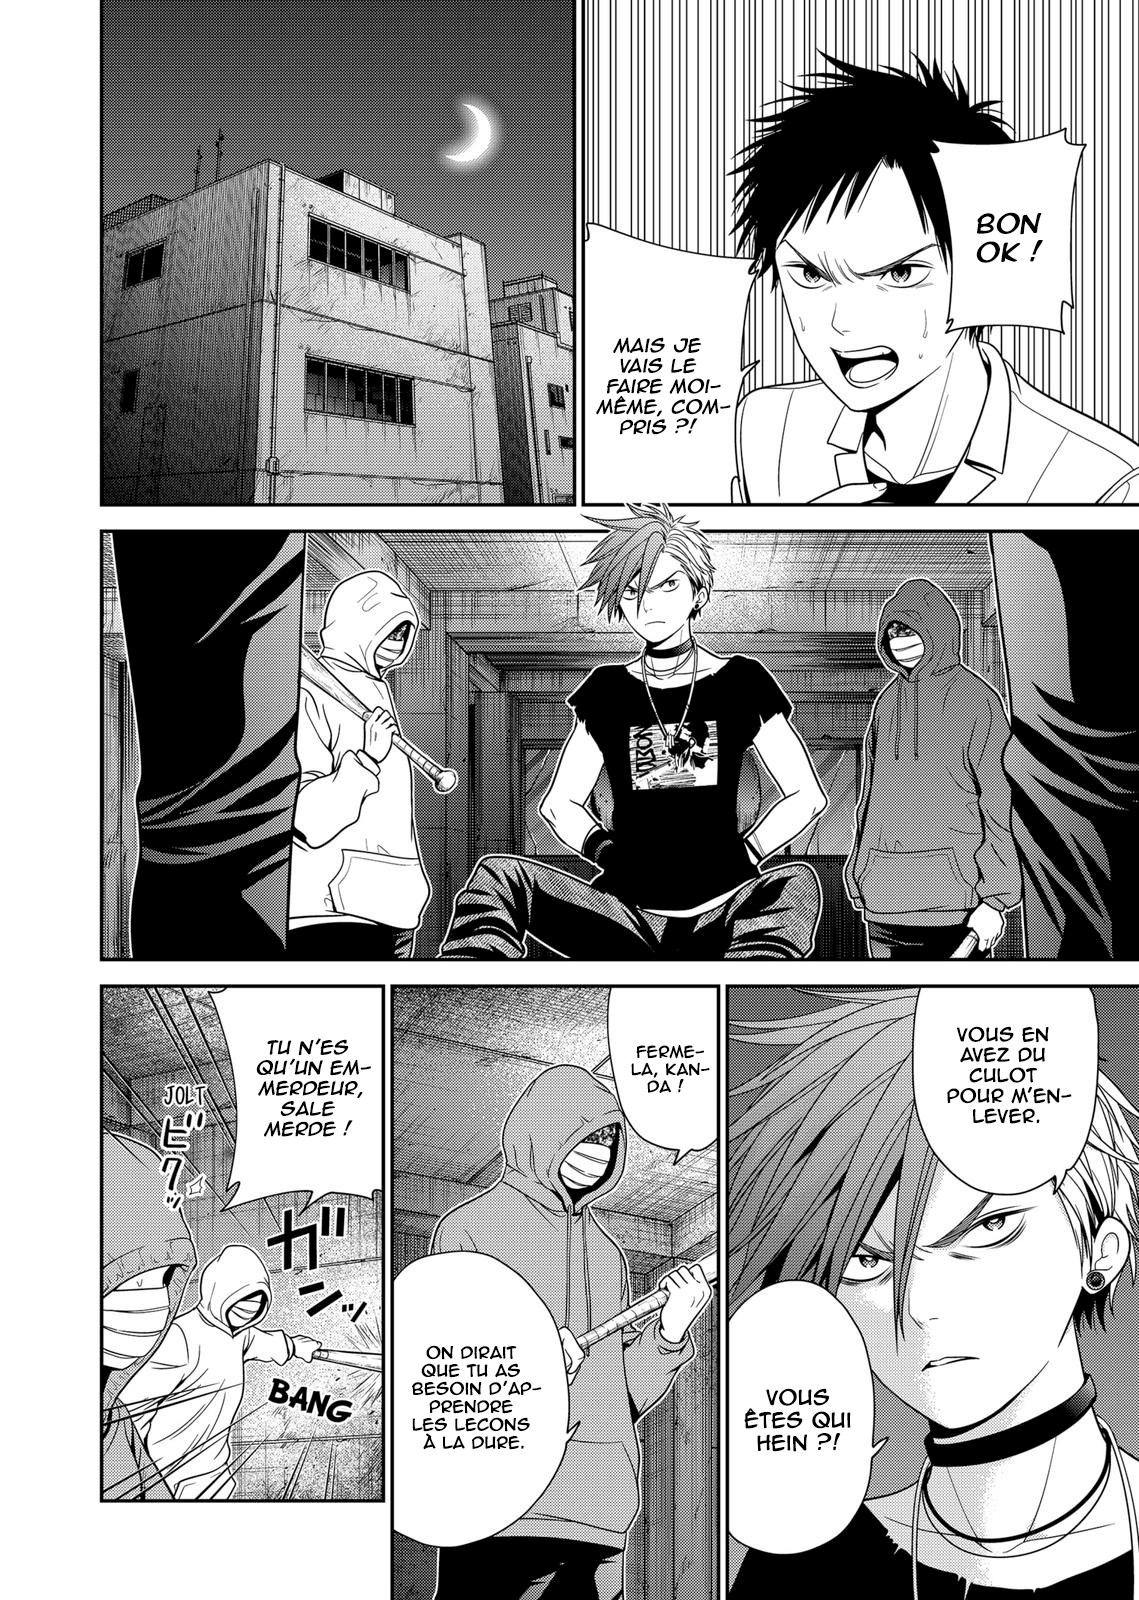 BON
OK !
MAIS JE
VAIS LE
FAIRE MOI-
MÊME, COM-
PRIS ?!
VOUS EN
AVEZ DU
CULOT
POUR M'EN-
LEVER.
VOUS
ÊTES QUI
HEIN ?!
FERME-
LA, KAN-
DA !
ON DIRAIT
QUE TU AS
BESOIN D'AP-
PRENDRE
LES LECONS
À LA DURE.
TU N'ES
QU'UN EM-
MERDEUR,
SALE
MERDE !
JOLT
ビクッ
ガンッ
BANG